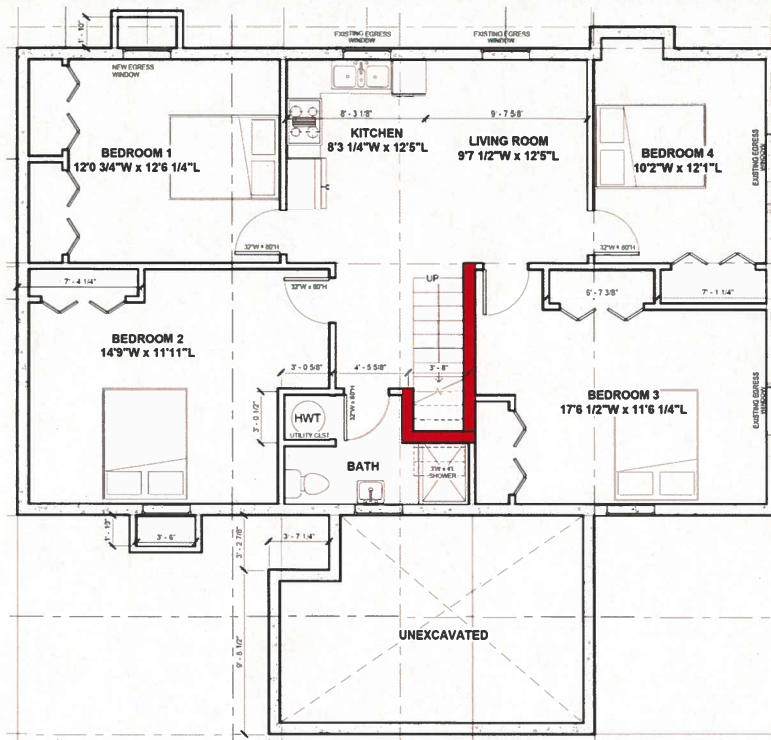 1' - 10"
NEW EGRESS
WINDOW
EXISTING EGRESS
WINDOW
EXISTING EGRESS
WINDOW
8' - 3 1/8"
9' - 7 5/8"
BEDROOM 1
12'0 3/4"W x 12'6 1/4"L
KITCHEN
8'3 1/4"W x 12'5"L
LIVING ROOM
9'7 1/2"W x 12'5"L
BEDROOM 4
10'2"W x 12'1"L
EXISTING EGRESS
WINDOW
32"W x 80"H
32"W x 80"H
7' - 4 1/4"
32"W x 80"H
UP
6' - 7 3/8"
7' - 1 1/4"
BEDROOM 2
14'9"W x 11'11"L
3' - 0 5/8"
4' - 5 5/8"
3' - 8"
BEDROOM 3
17'6 1/2"W x 11'6 1/4"L
EXISTING EGRESS
WINDOW
3' - 0 1/2"
HWT
UTILITY CLST.
32"W x 80"H
BATH
3'W x 4'L
SHOWER
1' - 10"
3' - 6"
3' - 2 7/8"
3' - 7 1/4"
9' - 8 1/2"
UNEXCAVATED